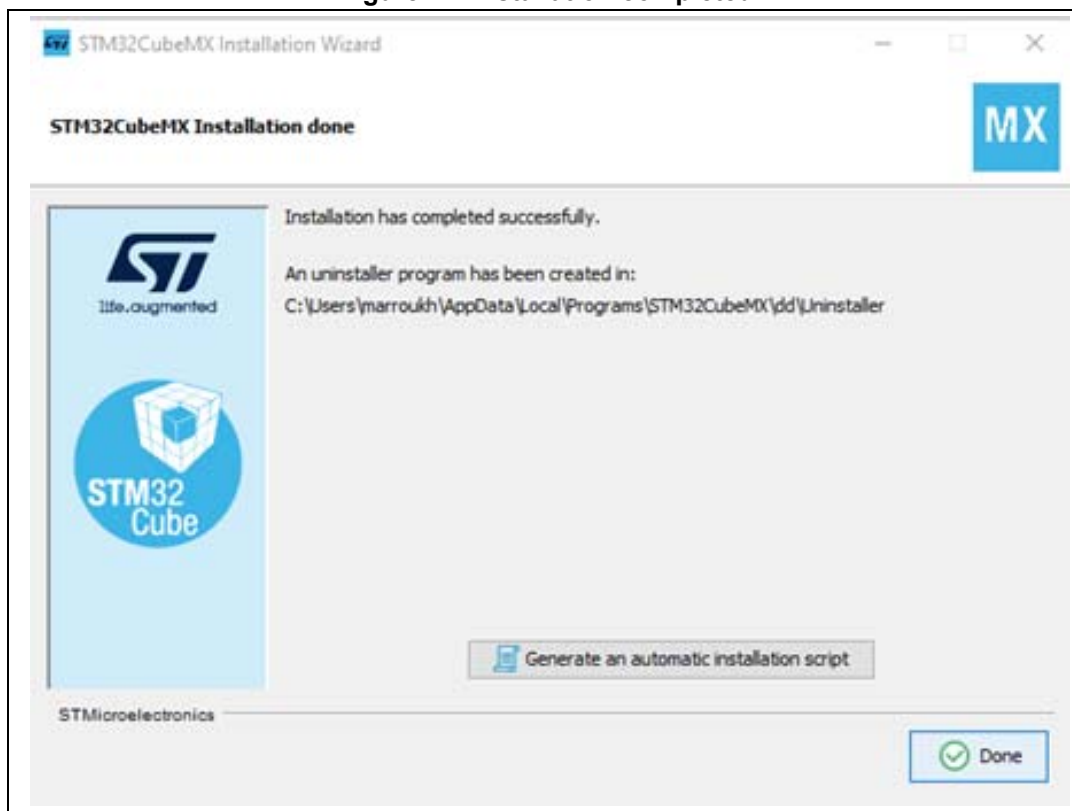 STM32CubeMX Installation Wizard
STM32CubeMX Installation done
MX
Installation has completed successfully.
An uninstaller program has been created in:
C:\Users\marroukh\AppData\Local\Programs\STM32CubeMX\dd\Uninstaller
ST
life.augmented
STM32
Cube
Generate an automatic installation script
STMicroelectronics
Done